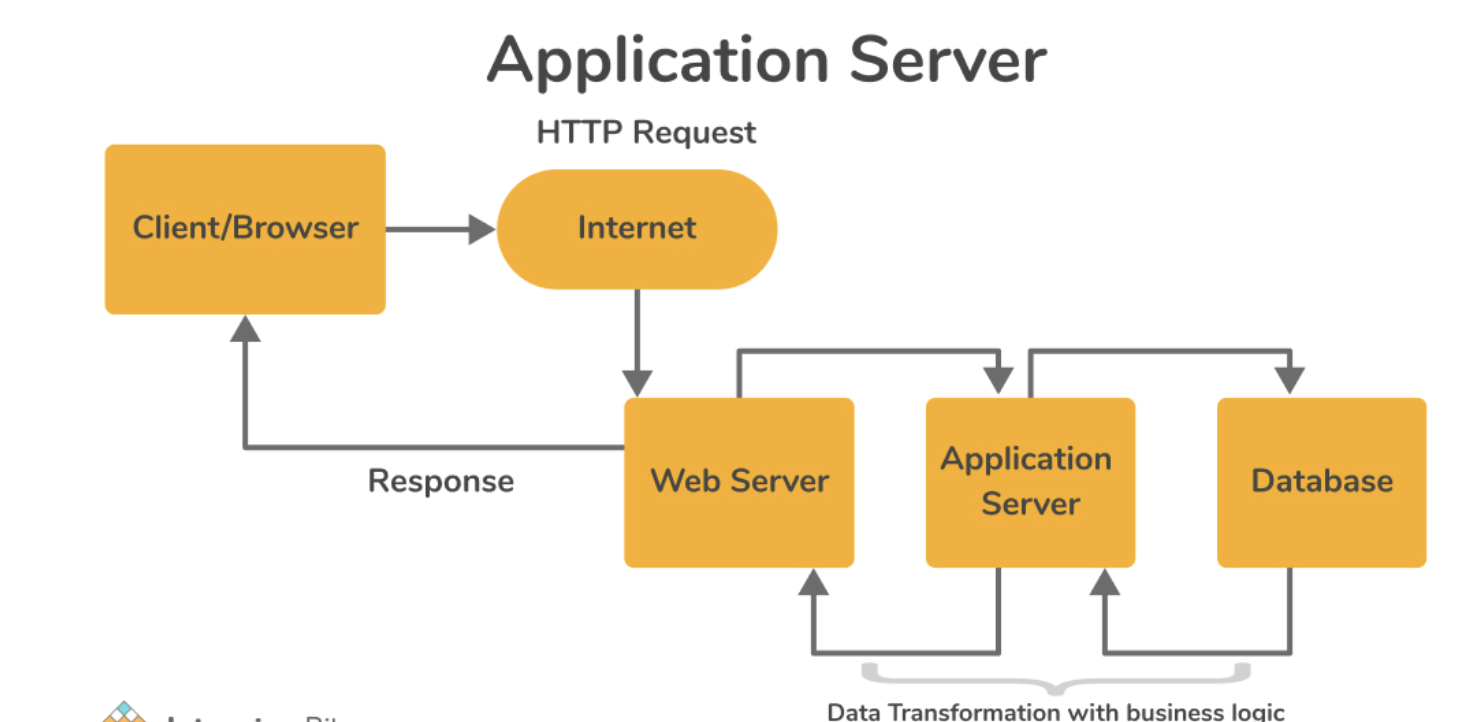 Application Server
HTTP Request
Client/Browser
Internet
Response
Web Server
Application
Server
Database
Data Transformation with business logic